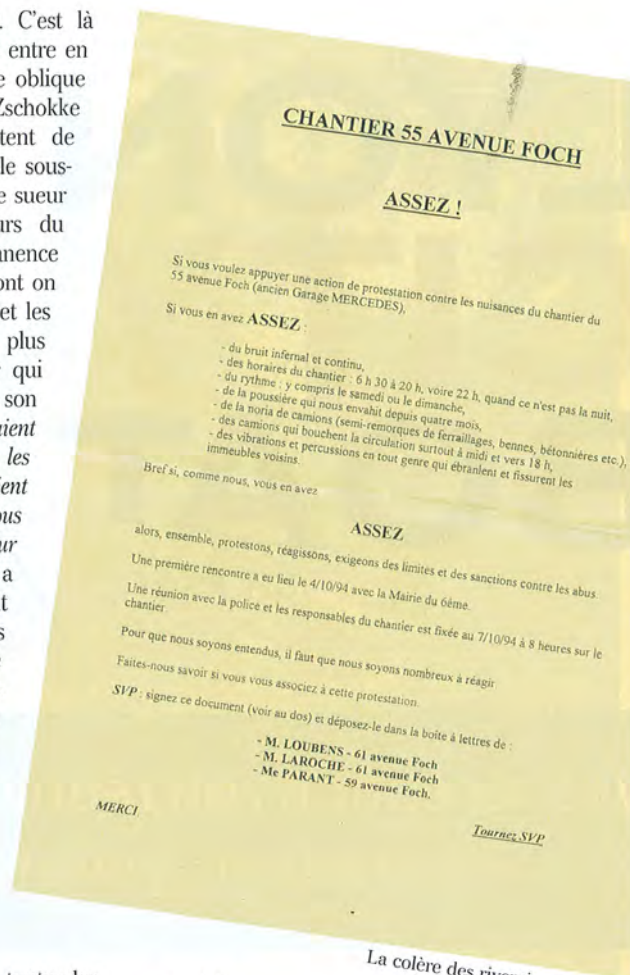 . C'est là
entre en
e oblique
Zschokke
tent de
le sous-
e sueur
urs du
nence
ont on
et les
plus
qui
son
aient
les
ient
ous
ur
a
t
s
CHANTIER 55 AVENUE FOCH
ASSEZ !
Si vous voulez appuyer une action de protestation contre les nuisances du chantier du
55 avenue Foch (ancien Garage MERCEDES),
Si vous en avez ASSEZ :
- du bruit infernal et continu,
- des horaires du chantier : 6 h 30 à 20 h, voire 22 h, quand ce n'est pas la nuit,
- du rythme : y compris le samedi ou le dimanche,
- de la poussière qui nous envahit depuis quatre mois,
- de la noria de camions (semi-remorques de ferraillages, bennes, bétonnières etc.),
- des camions qui bouchent la circulation surtout à midi et vers 18 h,
- des vibrations et percussions en tout genre qui ébranlent et fissurent les
immeubles voisins.
Bref si, comme nous, vous en avez
ASSEZ
alors, ensemble, protestons, réagissons, exigeons des limites et des sanctions contre les abus.
Une première rencontre a eu lieu le 4/10/94 avec la Mairie du 6ème.
Une réunion avec la police et les responsables du chantier est fixée au 7/10/94 à 8 heures sur le
chantier.
Pour que nous soyons entendus, il faut que nous soyons nombreux à réagir
Faites-nous savoir si vous vous associez à cette protestation.
SVP : signez ce document (voir au dos) et déposez-le dans la boîte à lettres de :
- M. LOUBENS - 61 avenue Foch
- M. LAROCHE - 61 avenue Foch
- Me PARANT - 59 avenue Foch.
MERCI
Tournez SVP
La colère des